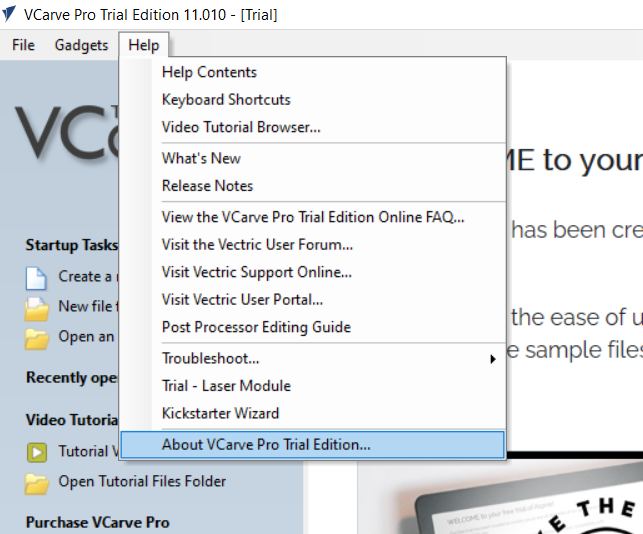 VCarve Pro Trial Edition 11.010 - [Trial]
File Gadgets Help
Help Contents
Keyboard Shortcuts
Video Tutorial Browser...
What's New
Release Notes
View the VCarve Pro Trial Edition Online FAQ...
Visit the Vectric User Forum...
Visit Vectric Support Online...
Visit Vectric User Portal...
Post Processor Editing Guide
Troubleshoot...
Trial - Laser Module
Kickstarter Wizard
About VCarve Pro Trial Edition...
VC
Startup Tasks
Create a
New file
Open an
Recently ope
Video Tutoria
Tutorial V
Open Tutorial Files Folder
Purchase VCarve Pro
ME to your
has been cre
the ease of u
e sample files
WELCOME to your free trial of Aspire!
THE